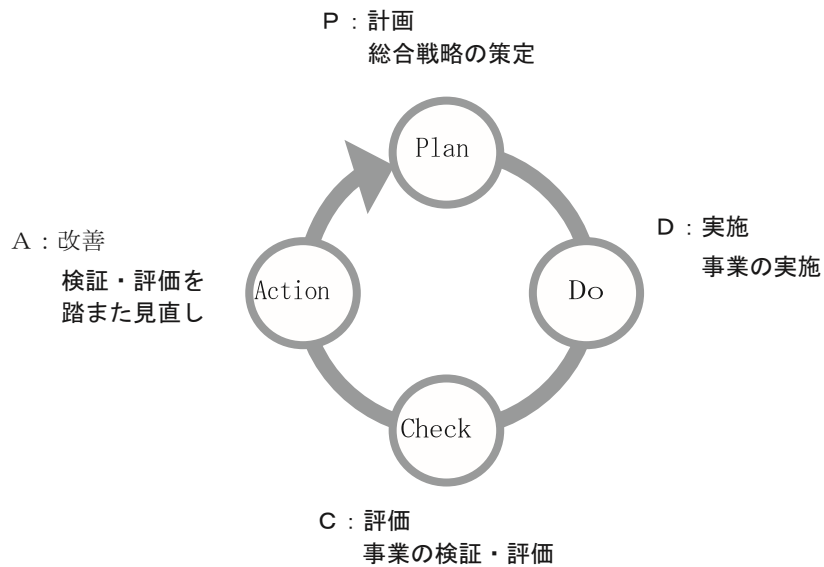 P：計画
総合戦略の策定
Plan
D：実施
事業の実施
Do
A：改善
検証・評価を
踏また見直し
Action
Check
C：評価
事業の検証・評価